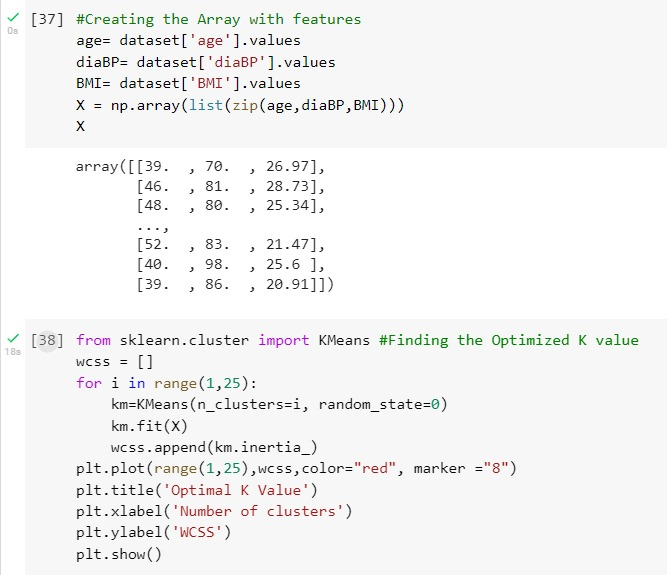 [37] #Creating the Array with features
0s
age= dataset['age'].values
diaBP= dataset['diaBP'].values
BMI= dataset['BMI'].values
X = np.array(list(zip(age,diaBP,BMI)))
X
array([[39.  , 70.  , 26.97],
       [46.  , 81.  , 28.73],
       [48.  , 80.  , 25.34],
       ...,
       [52.  , 83.  , 21.47],
       [40.  , 98.  , 25.6 ],
       [39.  , 86.  , 20.91]])
[38] from sklearn.cluster import KMeans #Finding the Optimized K value
18s
wcss = []
for i in range(1,25):
    km=KMeans(n_clusters=i, random_state=0)
    km.fit(X)
    wcss.append(km.inertia_)
plt.plot(range(1,25),wcss,color="red", marker ="8")
plt.title('Optimal K Value')
plt.xlabel('Number of clusters')
plt.ylabel('WCSS')
plt.show()